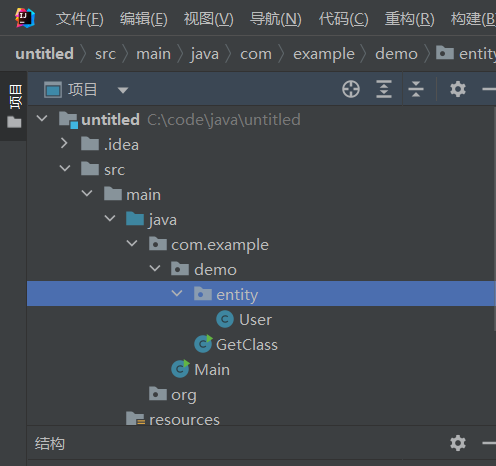 文件(F) 编辑(E) 视图(V) 导航(N) 代码(C) 重构(R) 构建(B
untitled src main java com example demo entity
项目
项目
untitled C:\code\java\untitled
.idea
src
main
java
com.example
demo
entity
User
GetClass
Main
org
resources
结构